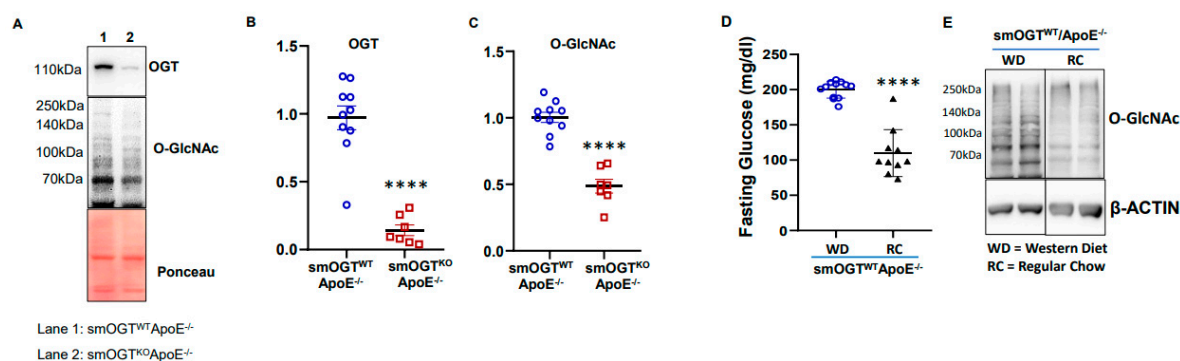 A
1 2
110kDa
OGT
250kDa
140kDa
100kDa
70kDa
O-GlcNAc
Ponceau
Lane 1: smOGTᵂᵀApoE⁻/⁻
Lane 2: smOGTᴷᴼApoE⁻/⁻
B
OGT
1.5
1.0
0.5
0.0
****
smOGTᵂᵀ smOGTᴷᴼ
ApoE⁻/⁻ ApoE⁻/⁻
C
O-GlcNAc
1.5
1.0
0.5
0.0
****
smOGTᵂᵀ smOGTᴷᴼ
ApoE⁻/⁻ ApoE⁻/⁻
D
Fasting Glucose (mg/dl)
250
200
150
100
50
0
****
WD RC
smOGTᵂᵀApoE⁻/⁻
E
smOGTᵂᵀ/ApoE⁻/⁻
WD RC
250kDa
140kDa
100kDa
70kDa
O-GlcNAc
β-ACTIN
WD = Western Diet
RC = Regular Chow